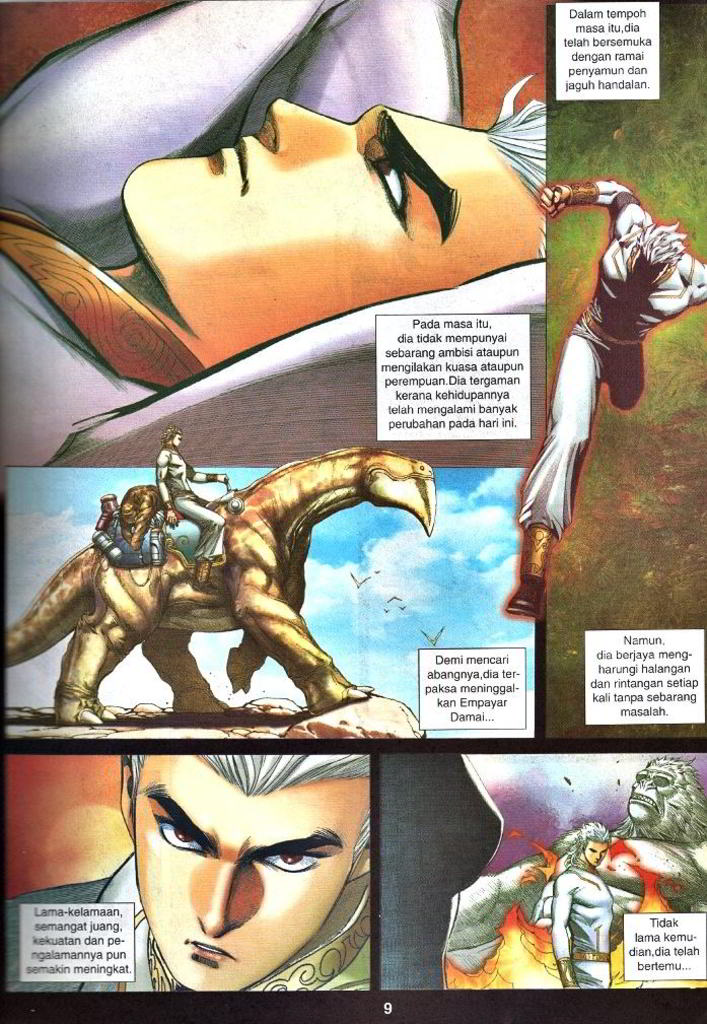 Pada masa itu,
dia tidak mempunyai
sebarang ambisi ataupun
mengilakan kuasa ataupun
perempuan.Dia tergaman
kerana kehidupannya
telah mengalami banyak
perubahan pada hari ini.
Dalam tempoh
masa itu,dia
telah bersemuka
dengan ramai
penyamun dan
jaguh handalan.
Demi mencari
abangnya,dia ter-
paksa meninggal-
kan Empayar
Damai...
Namun,
dia berjaya meng-
harungi halangan
dan rintangan setiap
kali tanpa sebarang
masalah.
Lama-kelamaan,
semangat juang,
kekuatan dan pe-
ngalamannya pun
semakin meningkat.
Tidak
lama kemu-
dian,dia telah
bertemu...
9